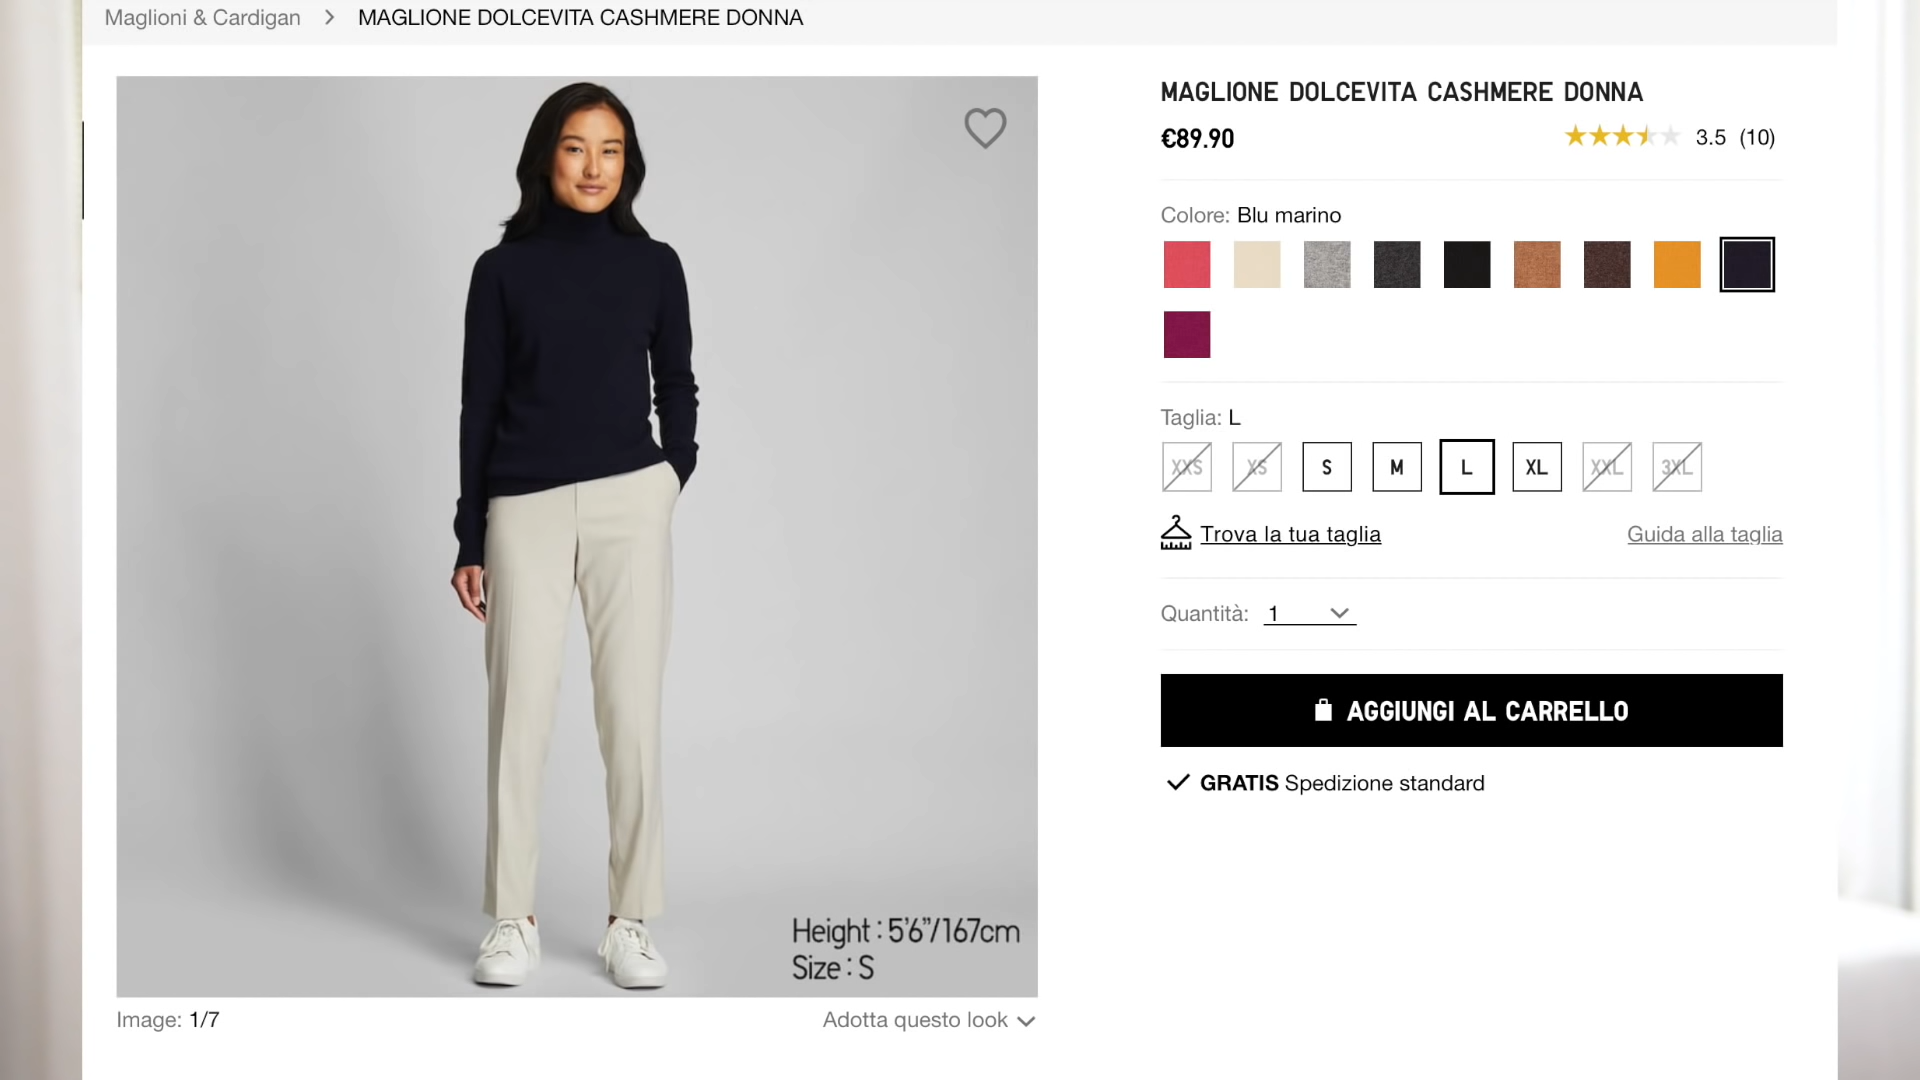 Maglioni & Cardigan > MAGLIONE DOLCEVITA CASHMERE DONNA
MAGLIONE DOLCEVITA CASHMERE DONNA
€89.90 3.5 (10)
Colore: Blu marino
Taglia: L
XXS XS S M L XL XXL 3XL
Trova la tua taglia Guida alla taglia
Quantità: 1
AGGIUNGI AL CARRELLO
GRATIS Spedizione standard
Height : 5'6"/167cm
Size : S
Image: 1/7 Adotta questo look